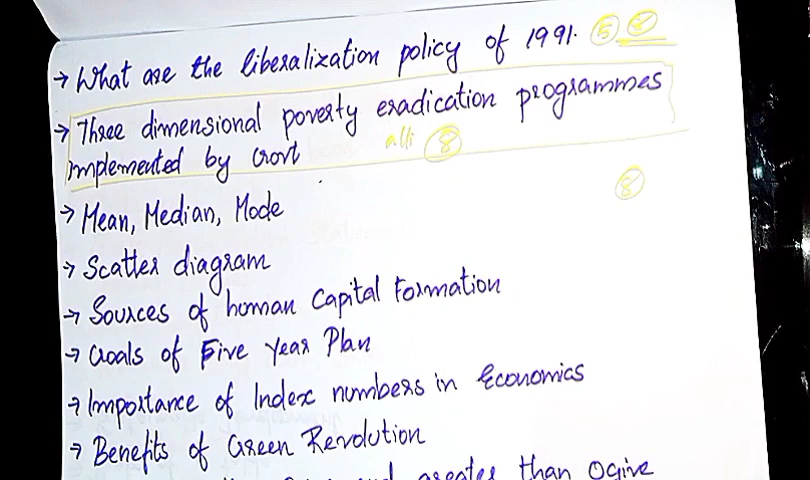 → What are the liberalization policy of 1991. 5 8
→ Three dimensional poverty eradication programmes
implemented by Govt alli 8
8
→ Mean, Median, Mode
→ Scatter diagram
→ Sources of human Capital Formation
→ Goals of Five Year Plan
→ Importance of Index numbers in Economics
→ Benefits of Green Revolution
and greater than Ogive